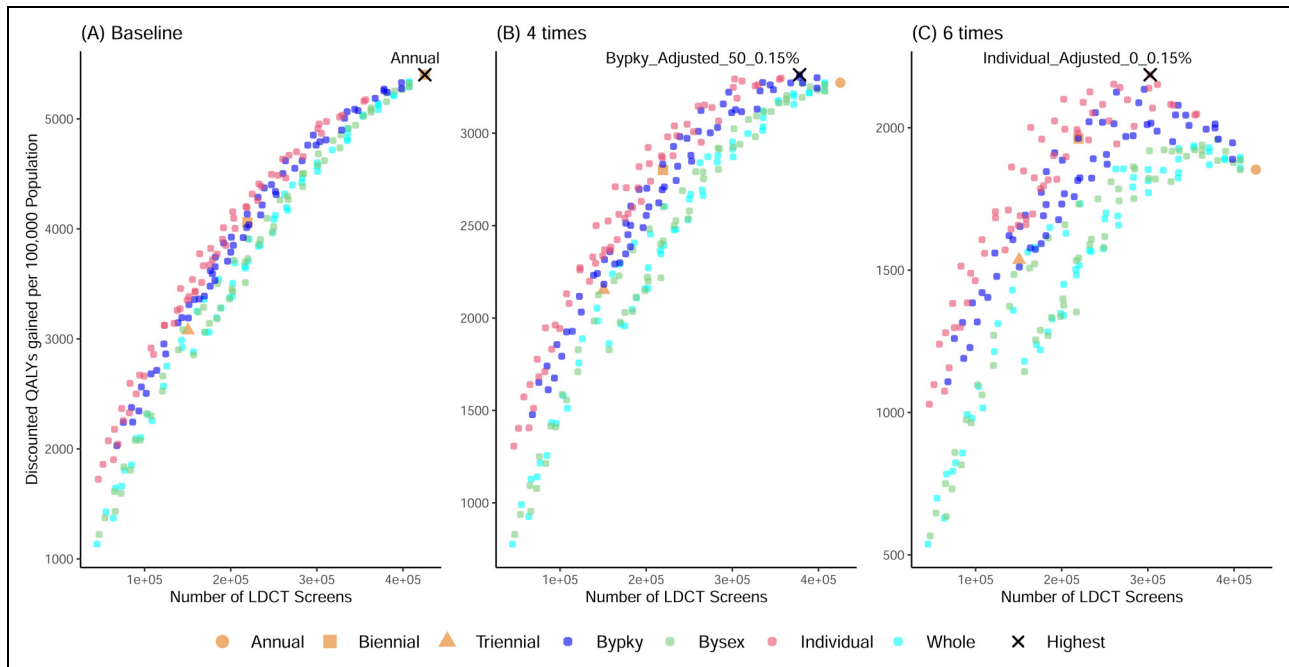 (A) Baseline
(B) 4 times
(C) 6 times
Annual
Bypky_Adjusted_50_0.15%
Individual_Adjusted_0_0.15%
Discounted QALYs gained per 100,000 Population
5000
4000
3000
2000
1000
3000
2500
2000
1500
1000
2000
1500
1000
500
1e+05 2e+05 3e+05 4e+05
1e+05 2e+05 3e+05 4e+05
1e+05 2e+05 3e+05 4e+05
Number of LDCT Screens
Number of LDCT Screens
Number of LDCT Screens
Annual Biennial Triennial Bypky Bysex Individual Whole Highest